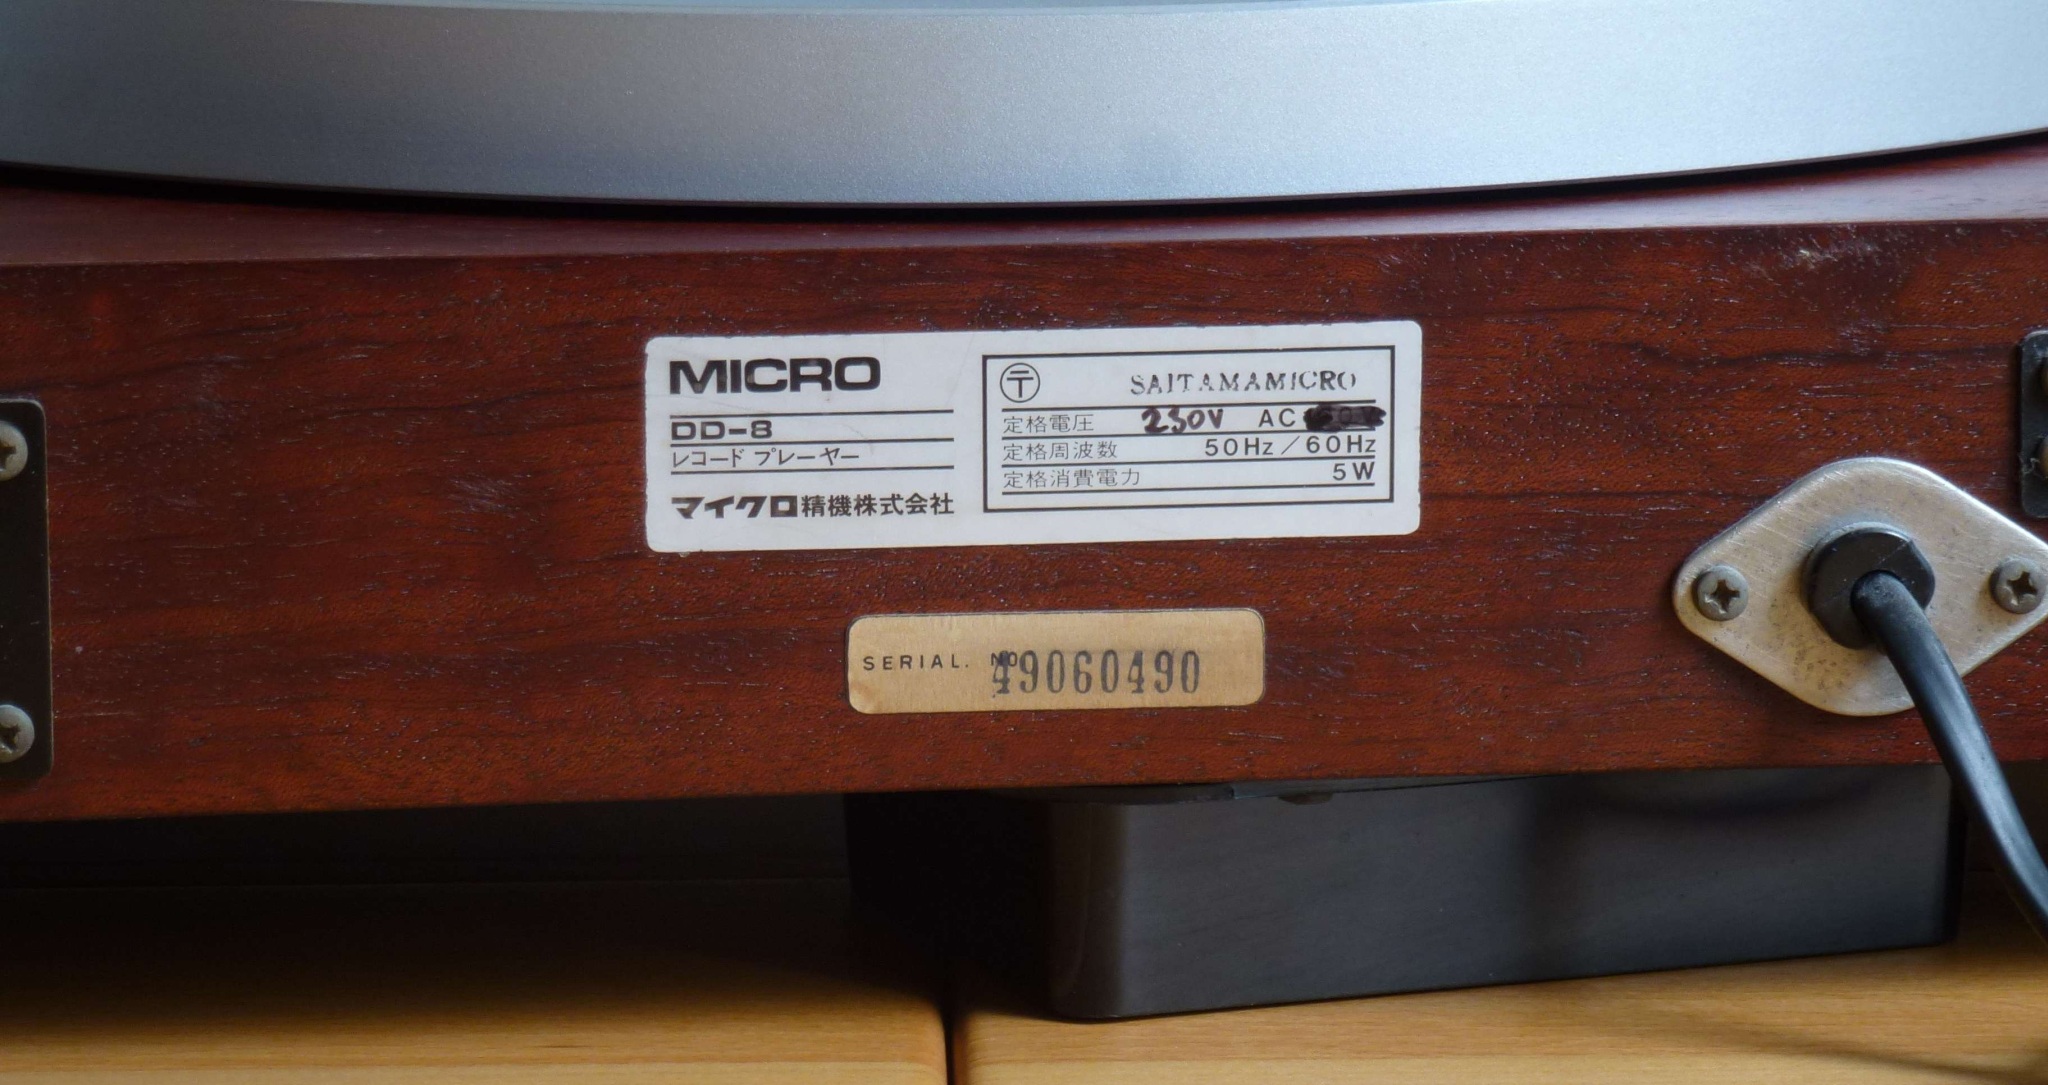 MICRO
DD-8
レコード プレーヤー
マイクロ精機株式会社
〒 SAITAMAMICRO
定格電圧 230V AC
定格周波数 50Hz/60Hz
定格消費電力 5W
SERIAL. NO 49060490